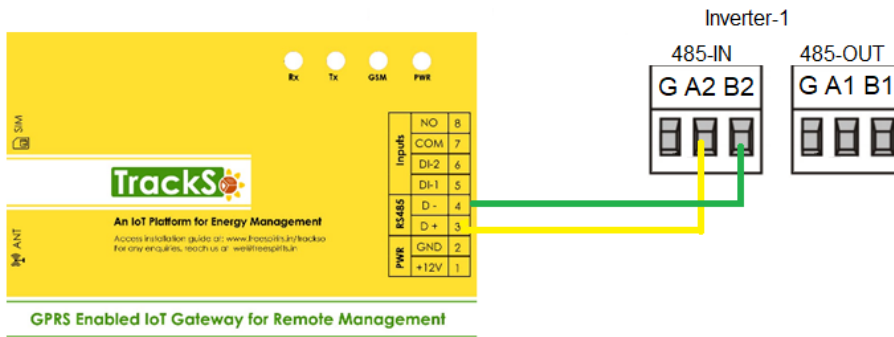 Inverter-1
485-IN
485-OUT
G A2 B2
G A1 B1
Rx
Tx
GSM
PWR
SIM
ANT
TrackSo
An IoT Platform for Energy Management
Access installation guide at: www.freespirits.in/trackso
For any enquiries, reach us at we@freespirit.in
Inputs
NO 8
COM 7
DI-2 6
DI-1 5
RS485
D - 4
D + 3
PWR
GND 2
+12V 1
GPRS Enabled IoT Gateway for Remote Management